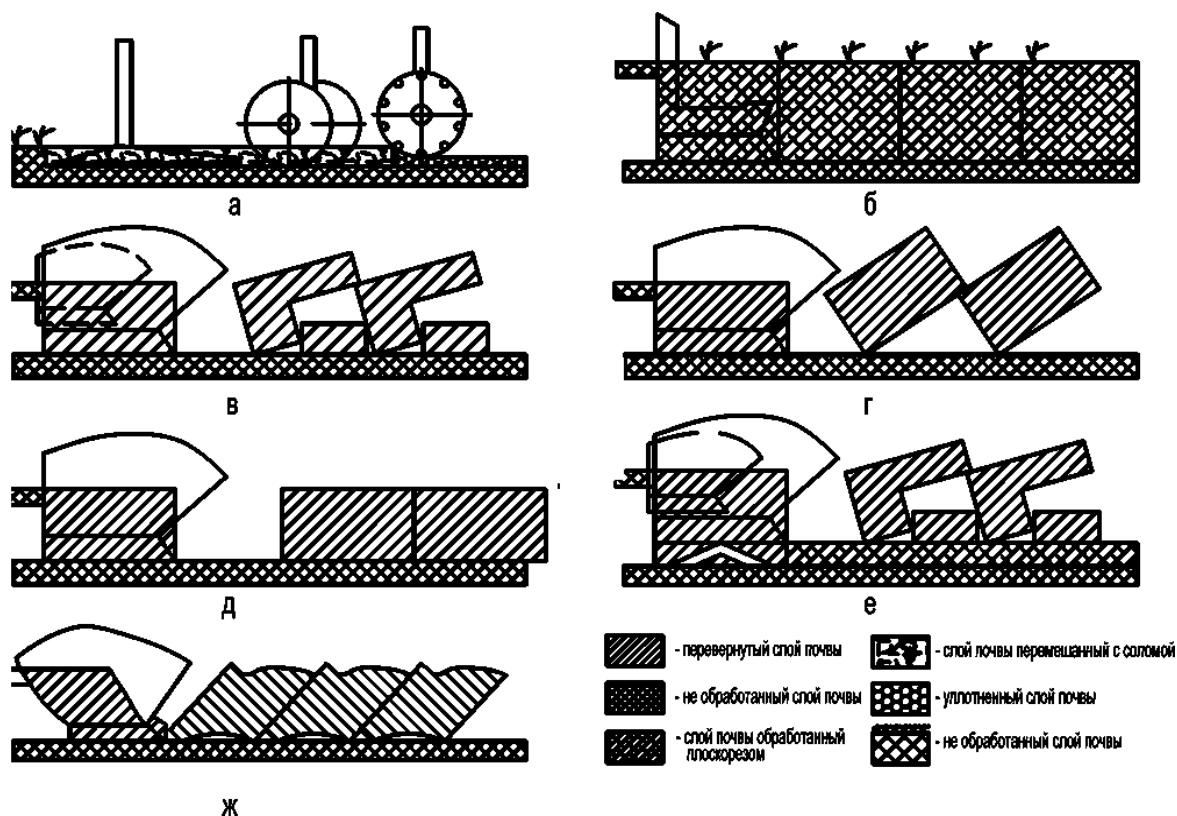 а
б
в
г
д
е
ж
- перевернутый слой почвы
- слой почвы перемешанный с соломой
- не обработанный слой почвы
- уплотненный слой почвы
- слой почвы обработанный
плоскорезом
- не обработанный слой почвы